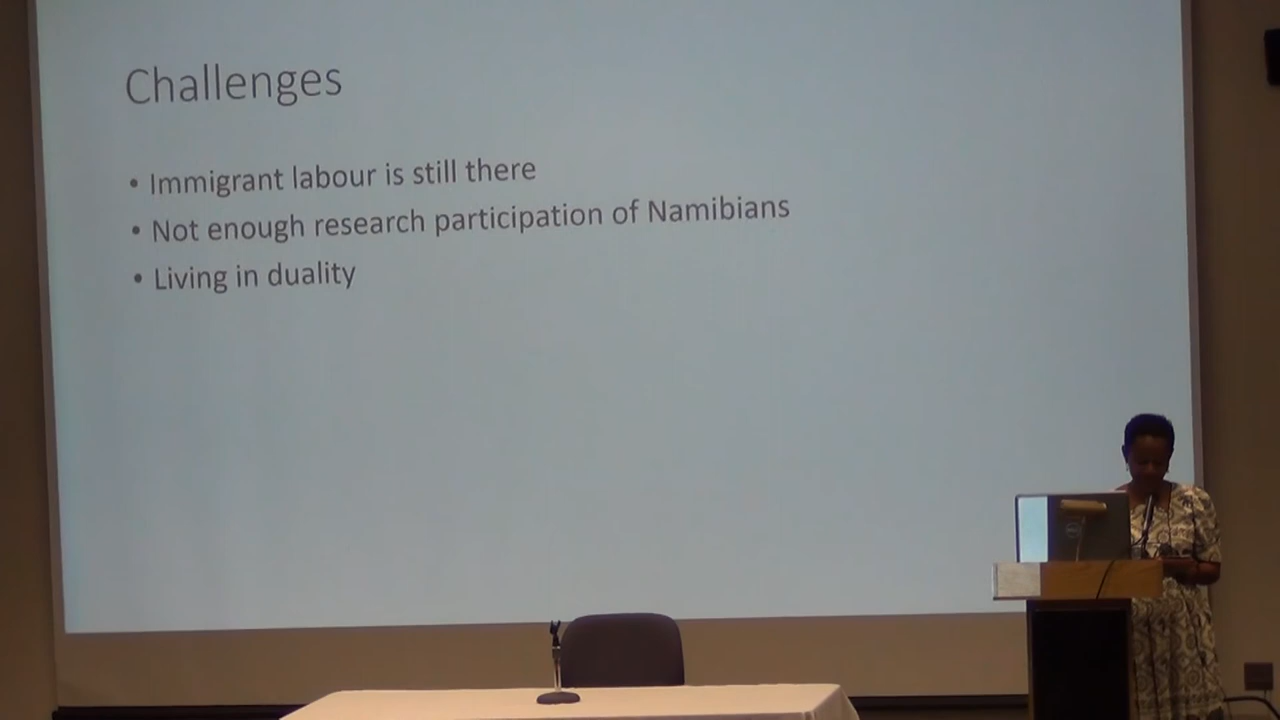 Challenges
• Immigrant labour is still there
• Not enough research participation of Namibians
• Living in duality